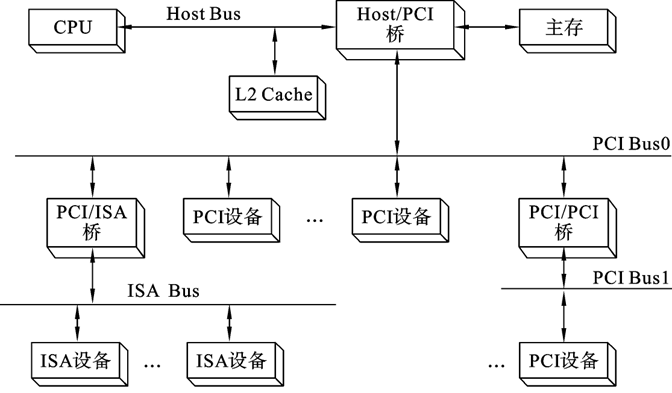 CPU
Host Bus
Host/PCI
桥
主存
L2 Cache
PCI Bus0
PCI/ISA
桥
PCI设备
...
PCI设备
PCI/PCI
桥
ISA Bus
PCI Bus1
ISA设备
...
ISA设备
...
PCI设备